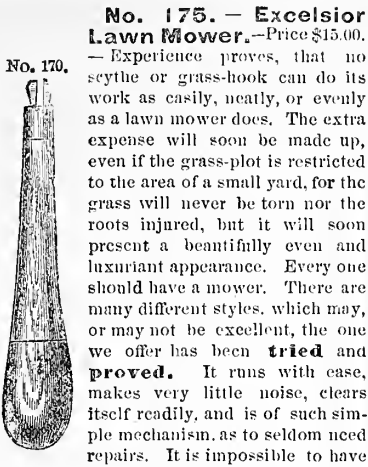 No. 175. — Excelsior
Lawn Mower.—Price $15.00.
No. 170.
— Experience proves, that no
scythe or grass-hook can do its
work as easily, neatly, or evenly
as a lawn mower does. The extra
expense will soon be made up,
even if the grass-plot is restricted
to the area of a small yard, for the
grass will never be torn nor the
roots injured, but it will soon
present a beautifully even and
luxuriant appearance. Every one
should have a mower. There are
many different styles, which may,
or may not be excellent, the one
we offer has been tried and
proved. It runs with ease,
makes very little noise, clears
itself readily, and is of such sim-
ple mechanism, as to seldom need
repairs. It is impossible to have